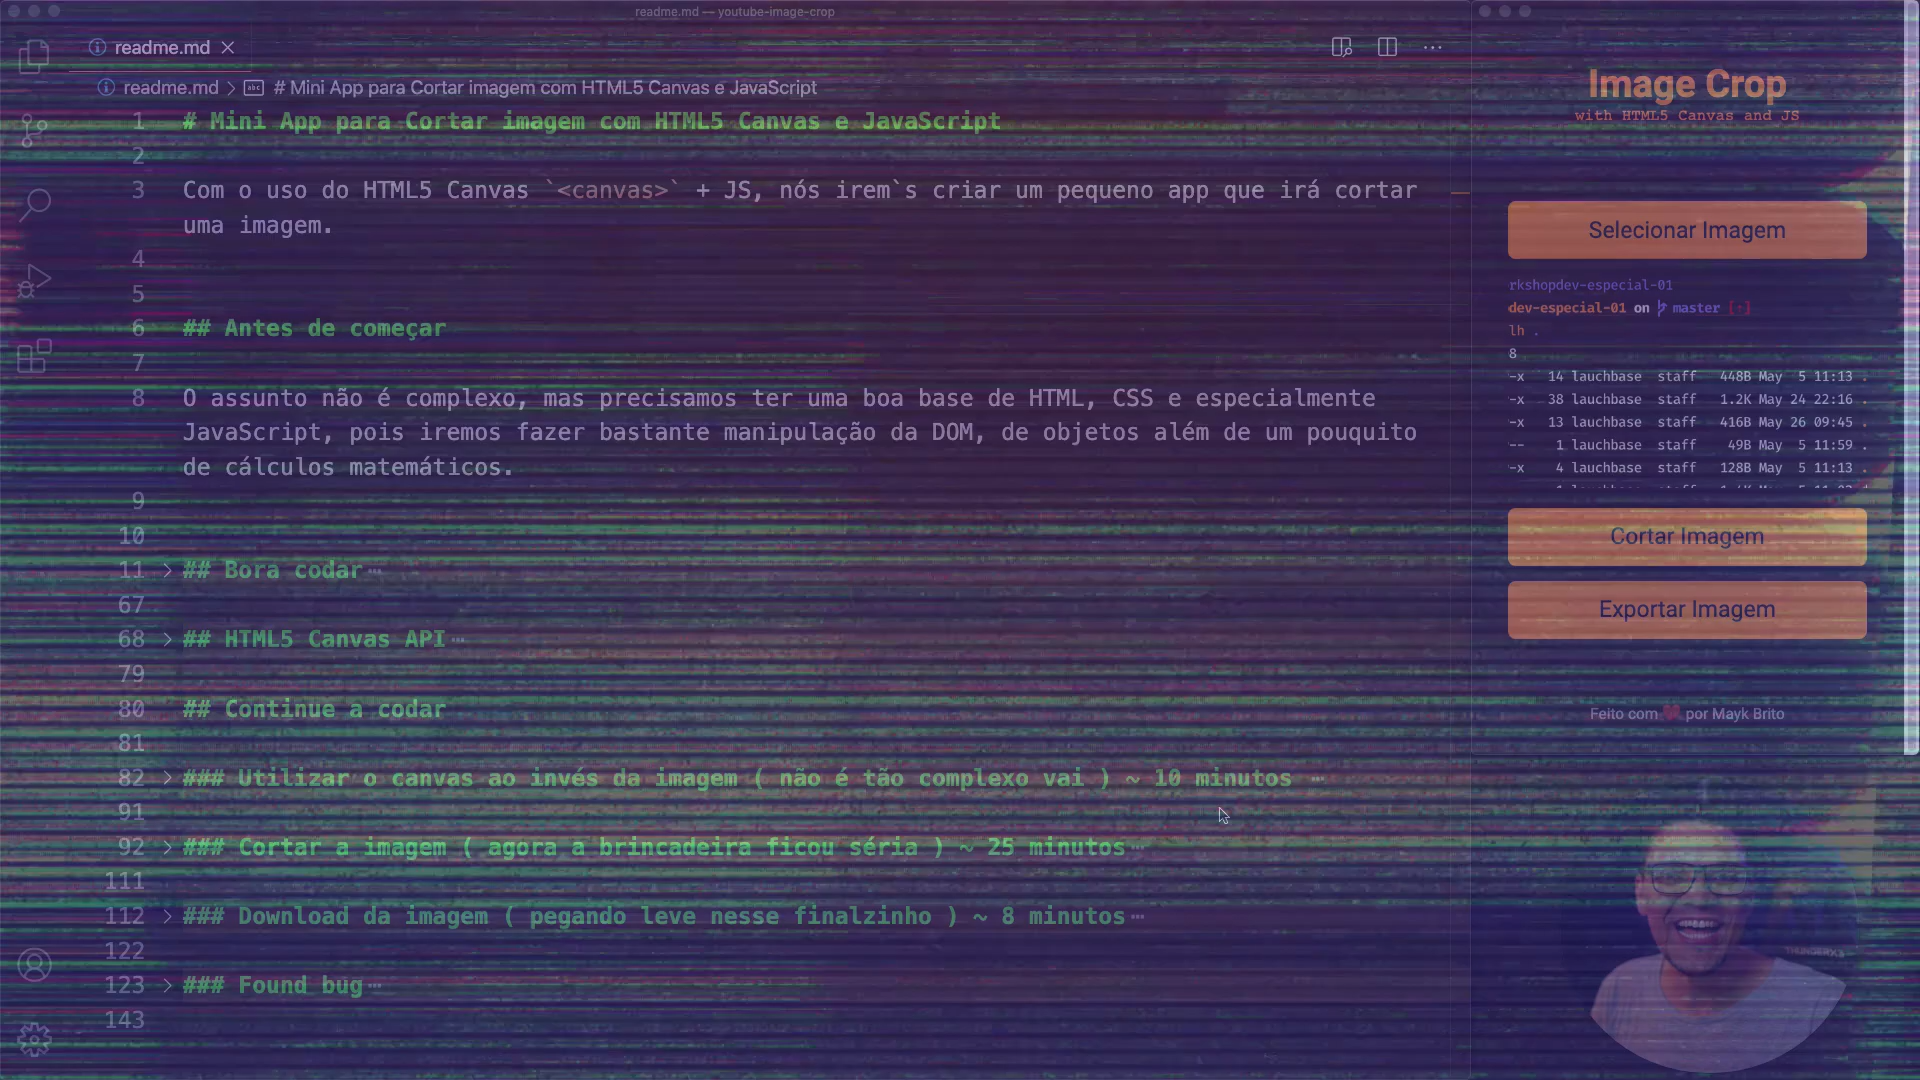 readme.md — youtube-image-crop
readme.md
readme.md > # Mini App para Cortar imagem com HTML5 Canvas e JavaScript
1 # Mini App para Cortar imagem com HTML5 Canvas e JavaScript
2
3 Com o uso do HTML5 Canvas `<canvas>` + JS, nós irem`s criar um pequeno app que irá cortar
uma imagem.
4
5
6 ## Antes de começar
7
8 O assunto não é complexo, mas precisamos ter uma boa base de HTML, CSS e especialmente
JavaScript, pois iremos fazer bastante manipulação da DOM, de objetos além de um pouquito
de cálculos matemáticos.
9
10
11 > ## Bora codar…
67
68 > ## HTML5 Canvas API…
79
80 ## Continue a codar
81
82 > ### Utilizar o canvas ao invés da imagem ( não é tão complexo vai ) ~ 10 minutos …
91
92 > ### Cortar a imagem ( agora a brincadeira ficou séria ) ~ 25 minutos…
111
112 > ### Download da imagem ( pegando leve nesse finalzinho ) ~ 8 minutos…
122
123 > ### Found bug…
143
Image Crop
with HTML5 Canvas and JS
Selecionar Imagem
rkshopdev-especial-01
dev-especial-01 on master [↑]
lh .
8
-x 14 lauchbase staff 448B May 5 11:13 .
-x 38 lauchbase staff 1.2K May 24 22:16 .
-x 13 lauchbase staff 416B May 26 09:45 .
-- 1 lauchbase staff 49B May 5 11:59 .
-x 4 lauchbase staff 128B May 5 11:13 .
Cortar Imagem
Exportar Imagem
Feito com ❤ por Mayk Brito
THUNDERX3